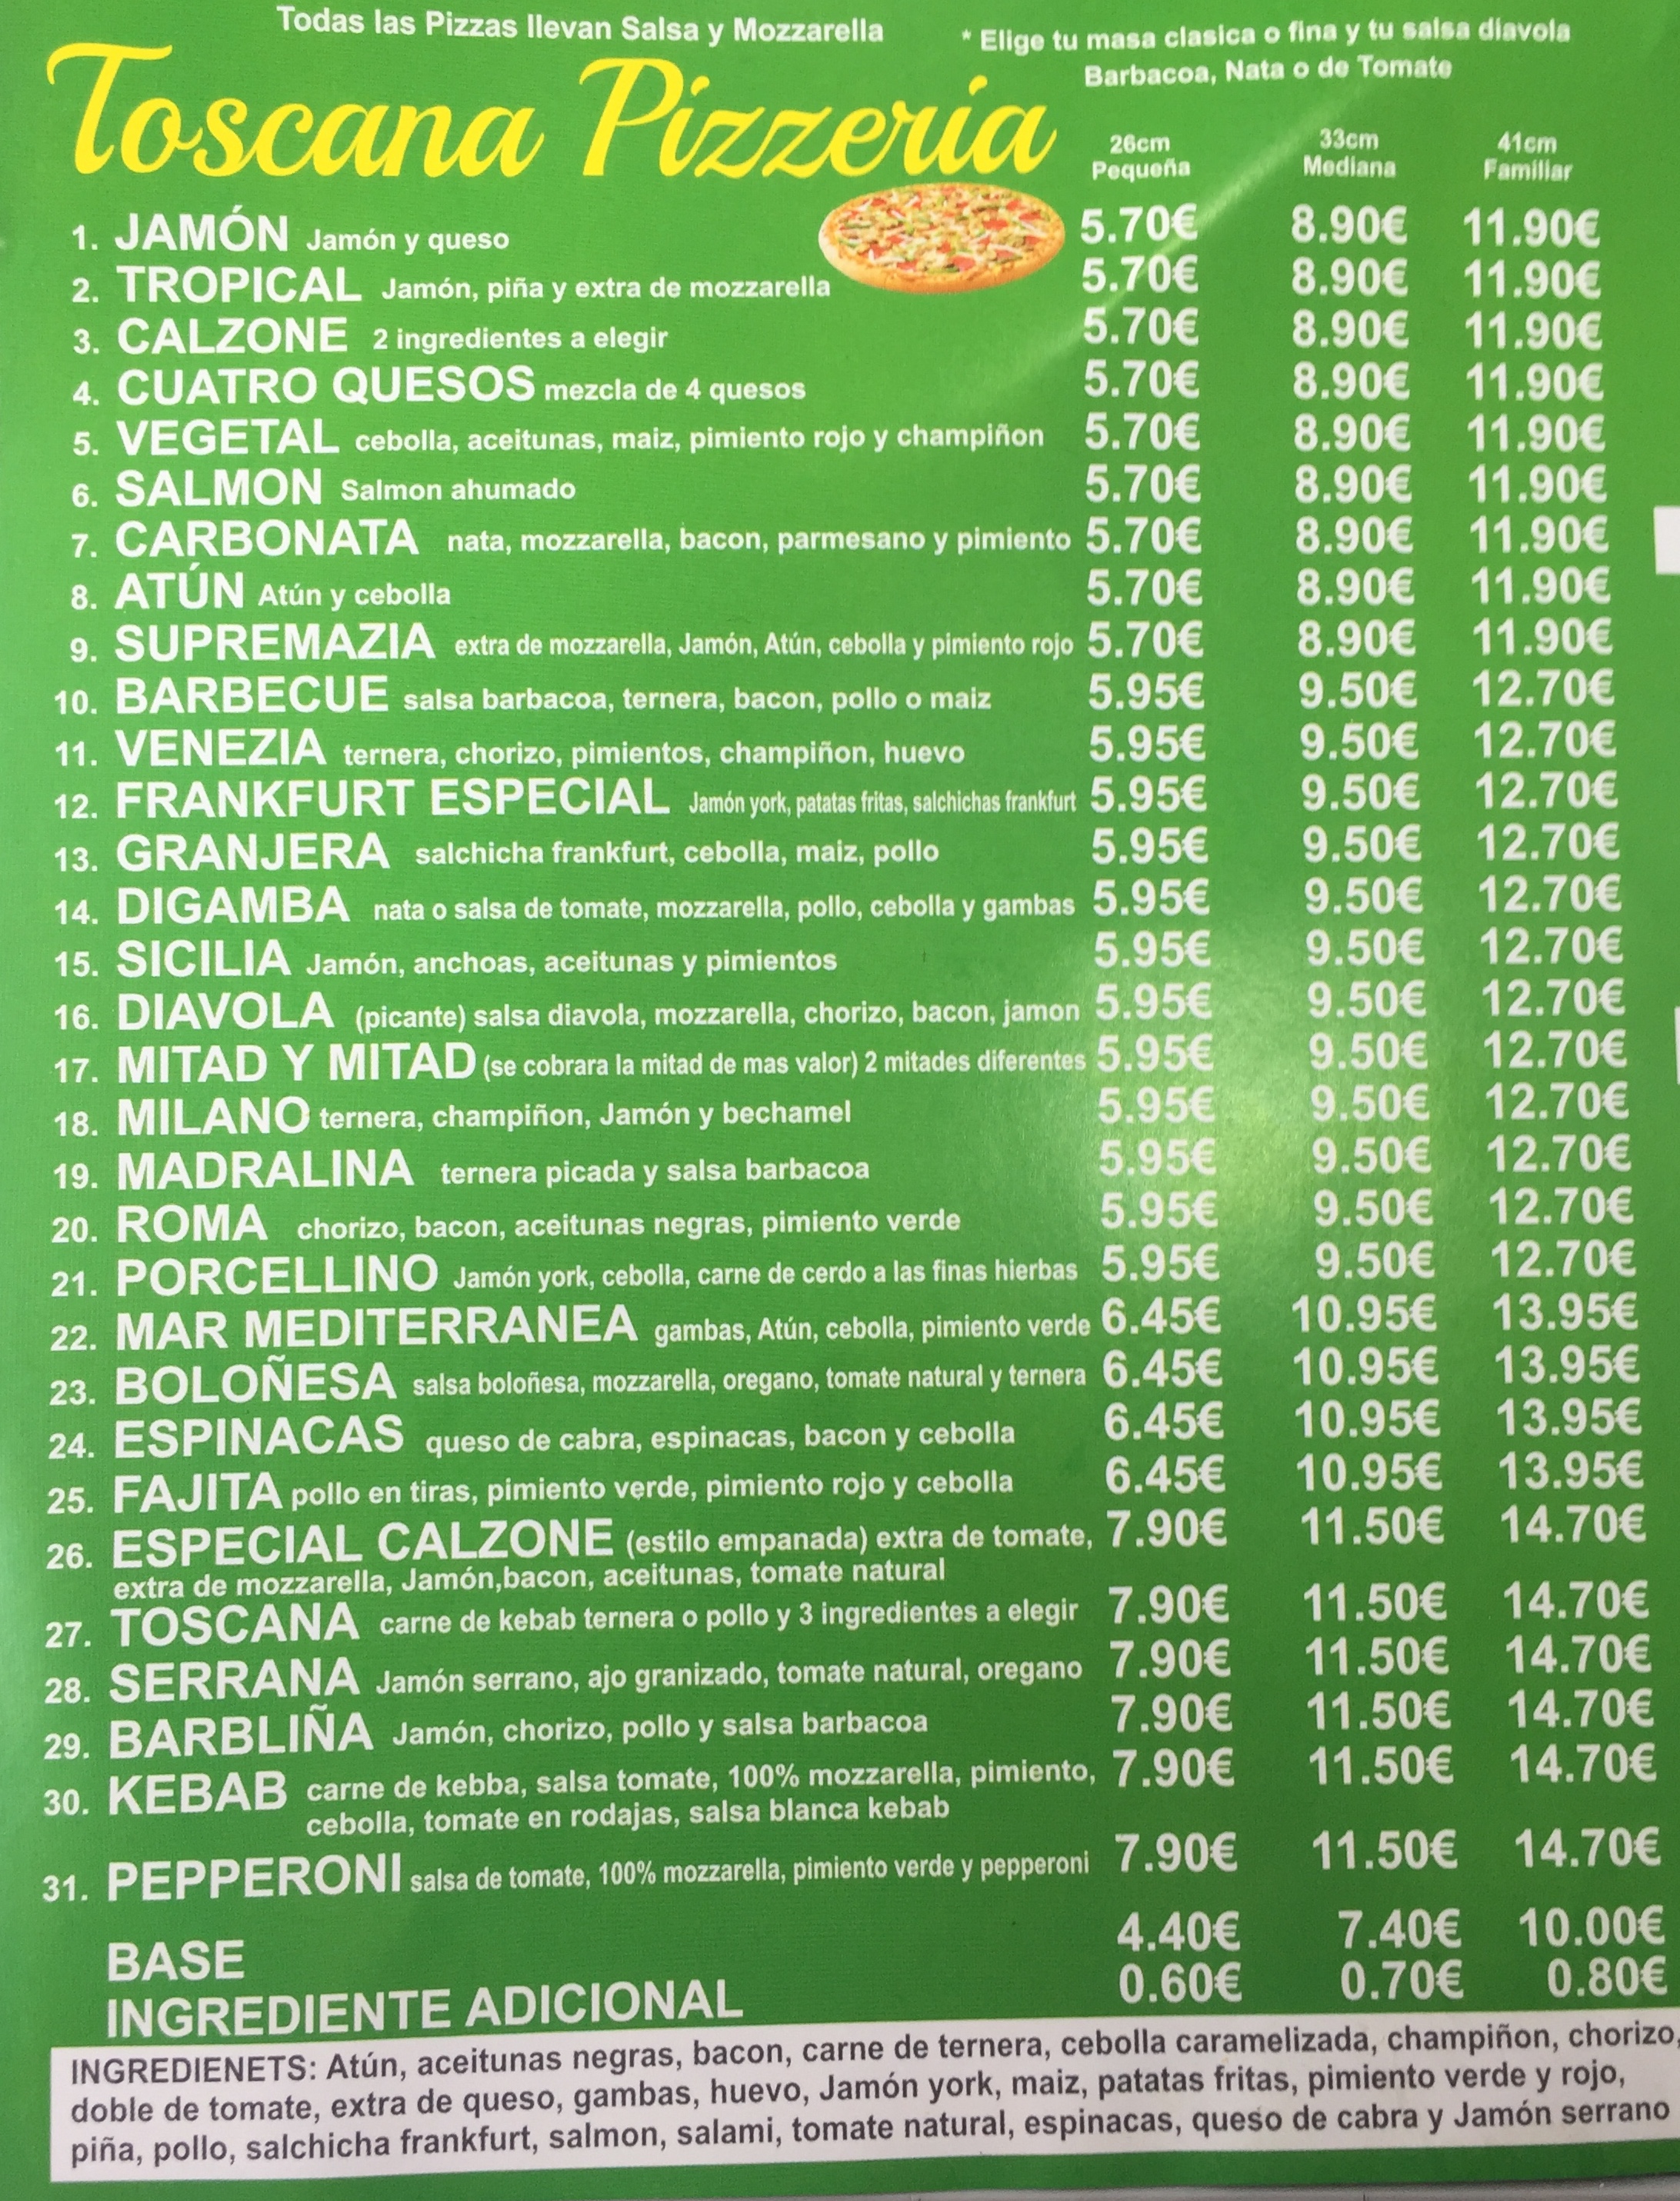 Todas las Pizzas llevan Salsa y Mozzarella
* Elige tu masa clasica o fina y tu salsa diavola
Barbacoa, Nata o de Tomate
Toscana Pizzería
26cm 33cm 41cm
Pequeña Mediana Familiar
1. JAMÓN Jamón y queso 5.70€ 8.90€ 11.90€
2. TROPICAL Jamón, piña y extra de mozzarella 5.70€ 8.90€ 11.90€
3. CALZONE 2 ingredientes a elegir 5.70€ 8.90€ 11.90€
4. CUATRO QUESOS mezcla de 4 quesos 5.70€ 8.90€ 11.90€
5. VEGETAL cebolla, aceitunas, maiz, pimiento rojo y champiñon 5.70€ 8.90€ 11.90€
6. SALMON Salmon ahumado 5.70€ 8.90€ 11.90€
7. CARBONATA nata, mozzarella, bacon, parmesano y pimiento 5.70€ 8.90€ 11.90€
8. ATÚN Atún y cebolla 5.70€ 8.90€ 11.90€
9. SUPREMAZIA extra de mozzarella, Jamón, Atún, cebolla y pimiento rojo 5.70€ 8.90€ 11.90€
10. BARBECUE salsa barbacoa, ternera, bacon, pollo o maiz 5.95€ 9.50€ 12.70€
11. VENEZIA ternera, chorizo, pimientos, champiñon, huevo 5.95€ 9.50€ 12.70€
12. FRANKFURT ESPECIAL Jamón york, patatas fritas, salchichas frankfurt 5.95€ 9.50€ 12.70€
13. GRANJERA salchicha frankfurt, cebolla, maiz, pollo 5.95€ 9.50€ 12.70€
14. DIGAMBA nata o salsa de tomate, mozzarella, pollo, cebolla y gambas 5.95€ 9.50€ 12.70€
15. SICILIA Jamón, anchoas, aceitunas y pimientos 5.95€ 9.50€ 12.70€
16. DIAVOLA (picante) salsa diavola, mozzarella, chorizo, bacon, jamon 5.95€ 9.50€ 12.70€
17. MITAD Y MITAD (se cobrara la mitad de mas valor) 2 mitades diferentes 5.95€ 9.50€ 12.70€
18. MILANO ternera, champiñon, Jamón y bechamel 5.95€ 9.50€ 12.70€
19. MADRALINA ternera picada y salsa barbacoa 5.95€ 9.50€ 12.70€
20. ROMA chorizo, bacon, aceitunas negras, pimiento verde 5.95€ 9.50€ 12.70€
21. PORCELLINO Jamón york, cebolla, carne de cerdo a las finas hierbas 5.95€ 9.50€ 12.70€
22. MAR MEDITERRANEA gambas, Atún, cebolla, pimiento verde 6.45€ 10.95€ 13.95€
23. BOLOÑESA salsa boloñesa, mozzarella, oregano, tomate natural y ternera 6.45€ 10.95€ 13.95€
24. ESPINACAS queso de cabra, espinacas, bacon y cebolla 6.45€ 10.95€ 13.95€
25. FAJITA pollo en tiras, pimiento verde, pimiento rojo y cebolla 6.45€ 10.95€ 13.95€
26. ESPECIAL CALZONE (estilo empanada) extra de tomate, 7.90€ 11.50€ 14.70€
extra de mozzarella, Jamón,bacon, aceitunas, tomate natural
27. TOSCANA carne de kebab ternera o pollo y 3 ingredientes a elegir 7.90€ 11.50€ 14.70€
28. SERRANA Jamón serrano, ajo granizado, tomate natural, oregano 7.90€ 11.50€ 14.70€
29. BARBLIÑA Jamón, chorizo, pollo y salsa barbacoa 7.90€ 11.50€ 14.70€
30. KEBAB carne de kebba, salsa tomate, 100% mozzarella, pimiento, 7.90€ 11.50€ 14.70€
cebolla, tomate en rodajas, salsa blanca kebab
31. PEPPERONI salsa de tomate, 100% mozzarella, pimiento verde y pepperoni 7.90€ 11.50€ 14.70€
BASE 4.40€ 7.40€ 10.00€
INGREDIENTE ADICIONAL 0.60€ 0.70€ 0.80€
INGREDIENETS: Atún, aceitunas negras, bacon, carne de ternera, cebolla caramelizada, champiñon, chorizo,
doble de tomate, extra de queso, gambas, huevo, Jamón york, maiz, patatas fritas, pimiento verde y rojo,
piña, pollo, salchicha frankfurt, salmon, salami, tomate natural, espinacas, queso de cabra y Jamón serrano